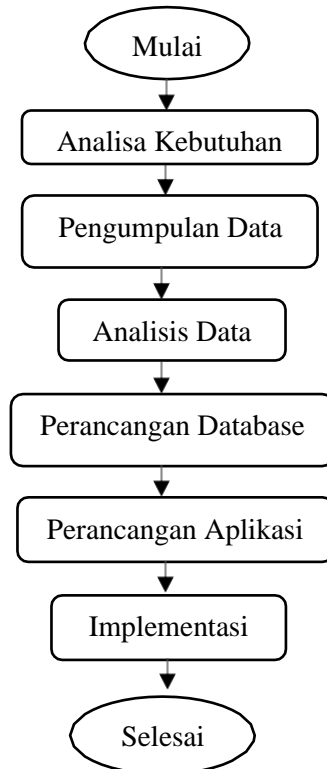 Mulai
Analisa Kebutuhan
Pengumpulan Data
Analisis Data
Perancangan Database
Perancangan Aplikasi
Implementasi
Selesai